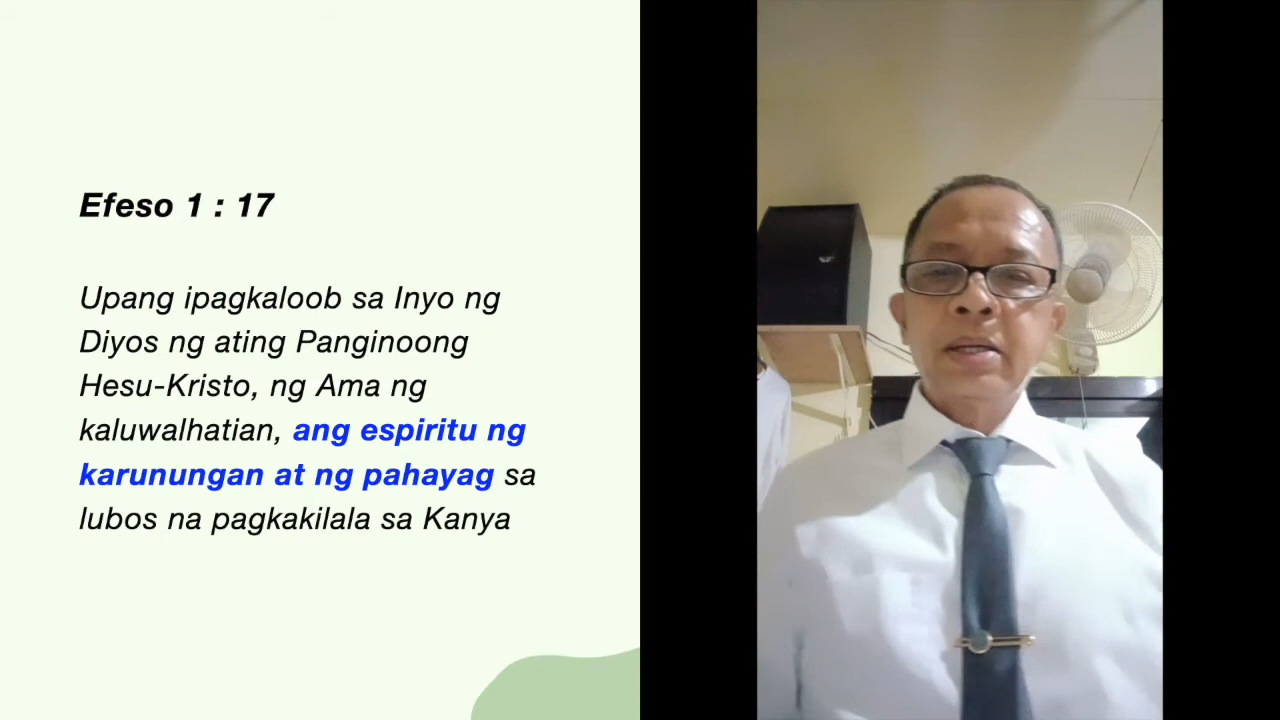 Efeso 1 : 17
Upang ipagkaloob sa Inyo ng
Diyos ng ating Panginoong
Hesu-Kristo, ng Ama ng
kaluwalhatian, ang espiritu ng
karunungan at ng pahayag sa
lubos na pagkakilala sa Kanya